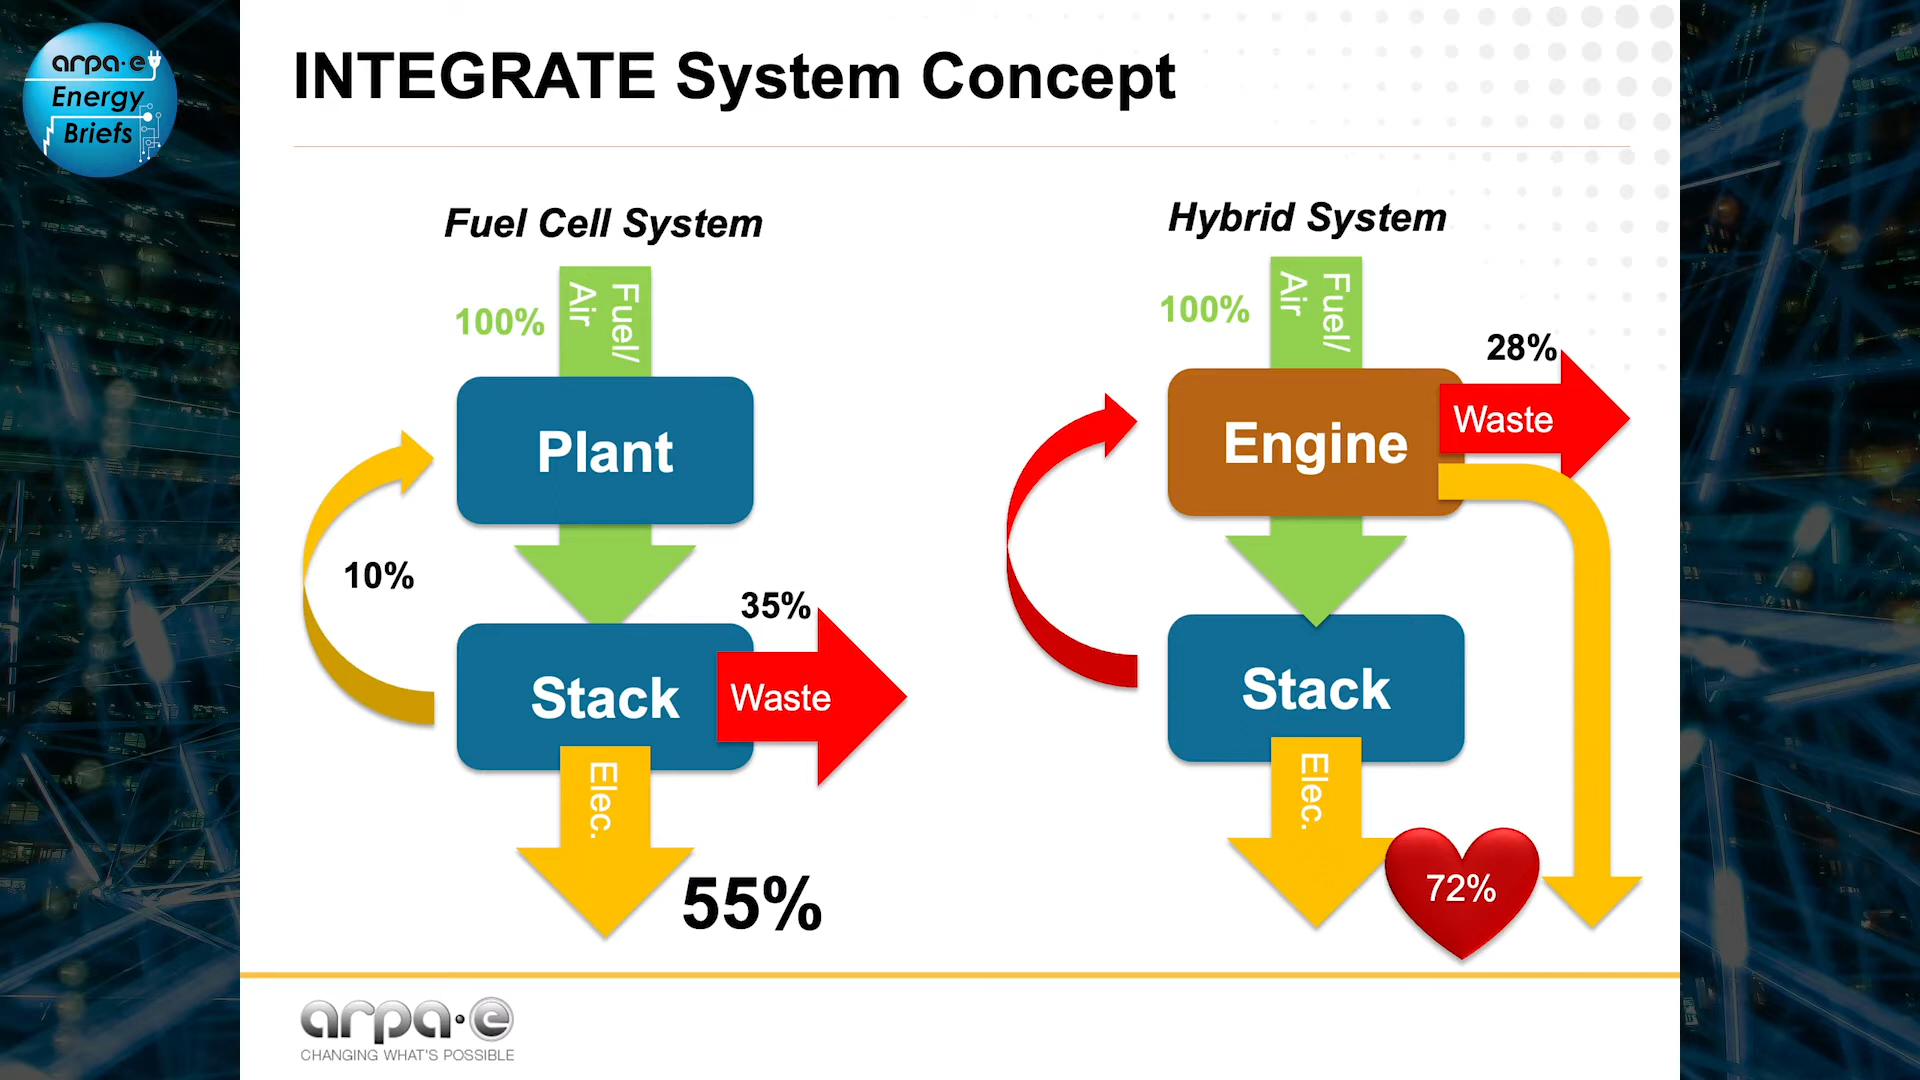 arpa·e
Energy
Briefs
INTEGRATE System Concept
Fuel Cell System
100%
Fuel/
Air
Plant
10%
35%
Stack
Waste
Elec.
55%
Hybrid System
100%
Fuel/
Air
28%
Engine
Waste
Stack
Elec.
72%
arpa·e
CHANGING WHAT'S POSSIBLE